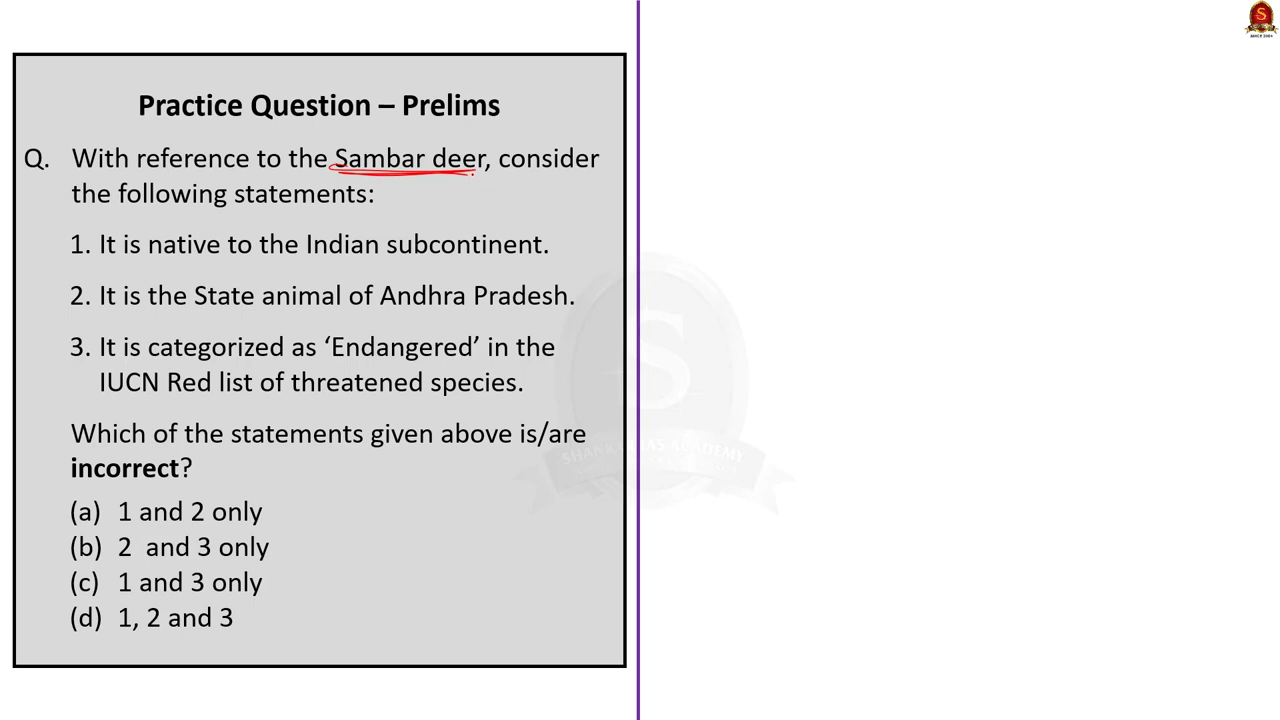 Practice Question – Prelims
Q. With reference to the Sambar deer, consider
the following statements:
1. It is native to the Indian subcontinent.
2. It is the State animal of Andhra Pradesh.
3. It is categorized as ‘Endangered’ in the
IUCN Red list of threatened species.
Which of the statements given above is/are
incorrect?
(a) 1 and 2 only
(b) 2 and 3 only
(c) 1 and 3 only
(d) 1, 2 and 3
S
SINCE 2004